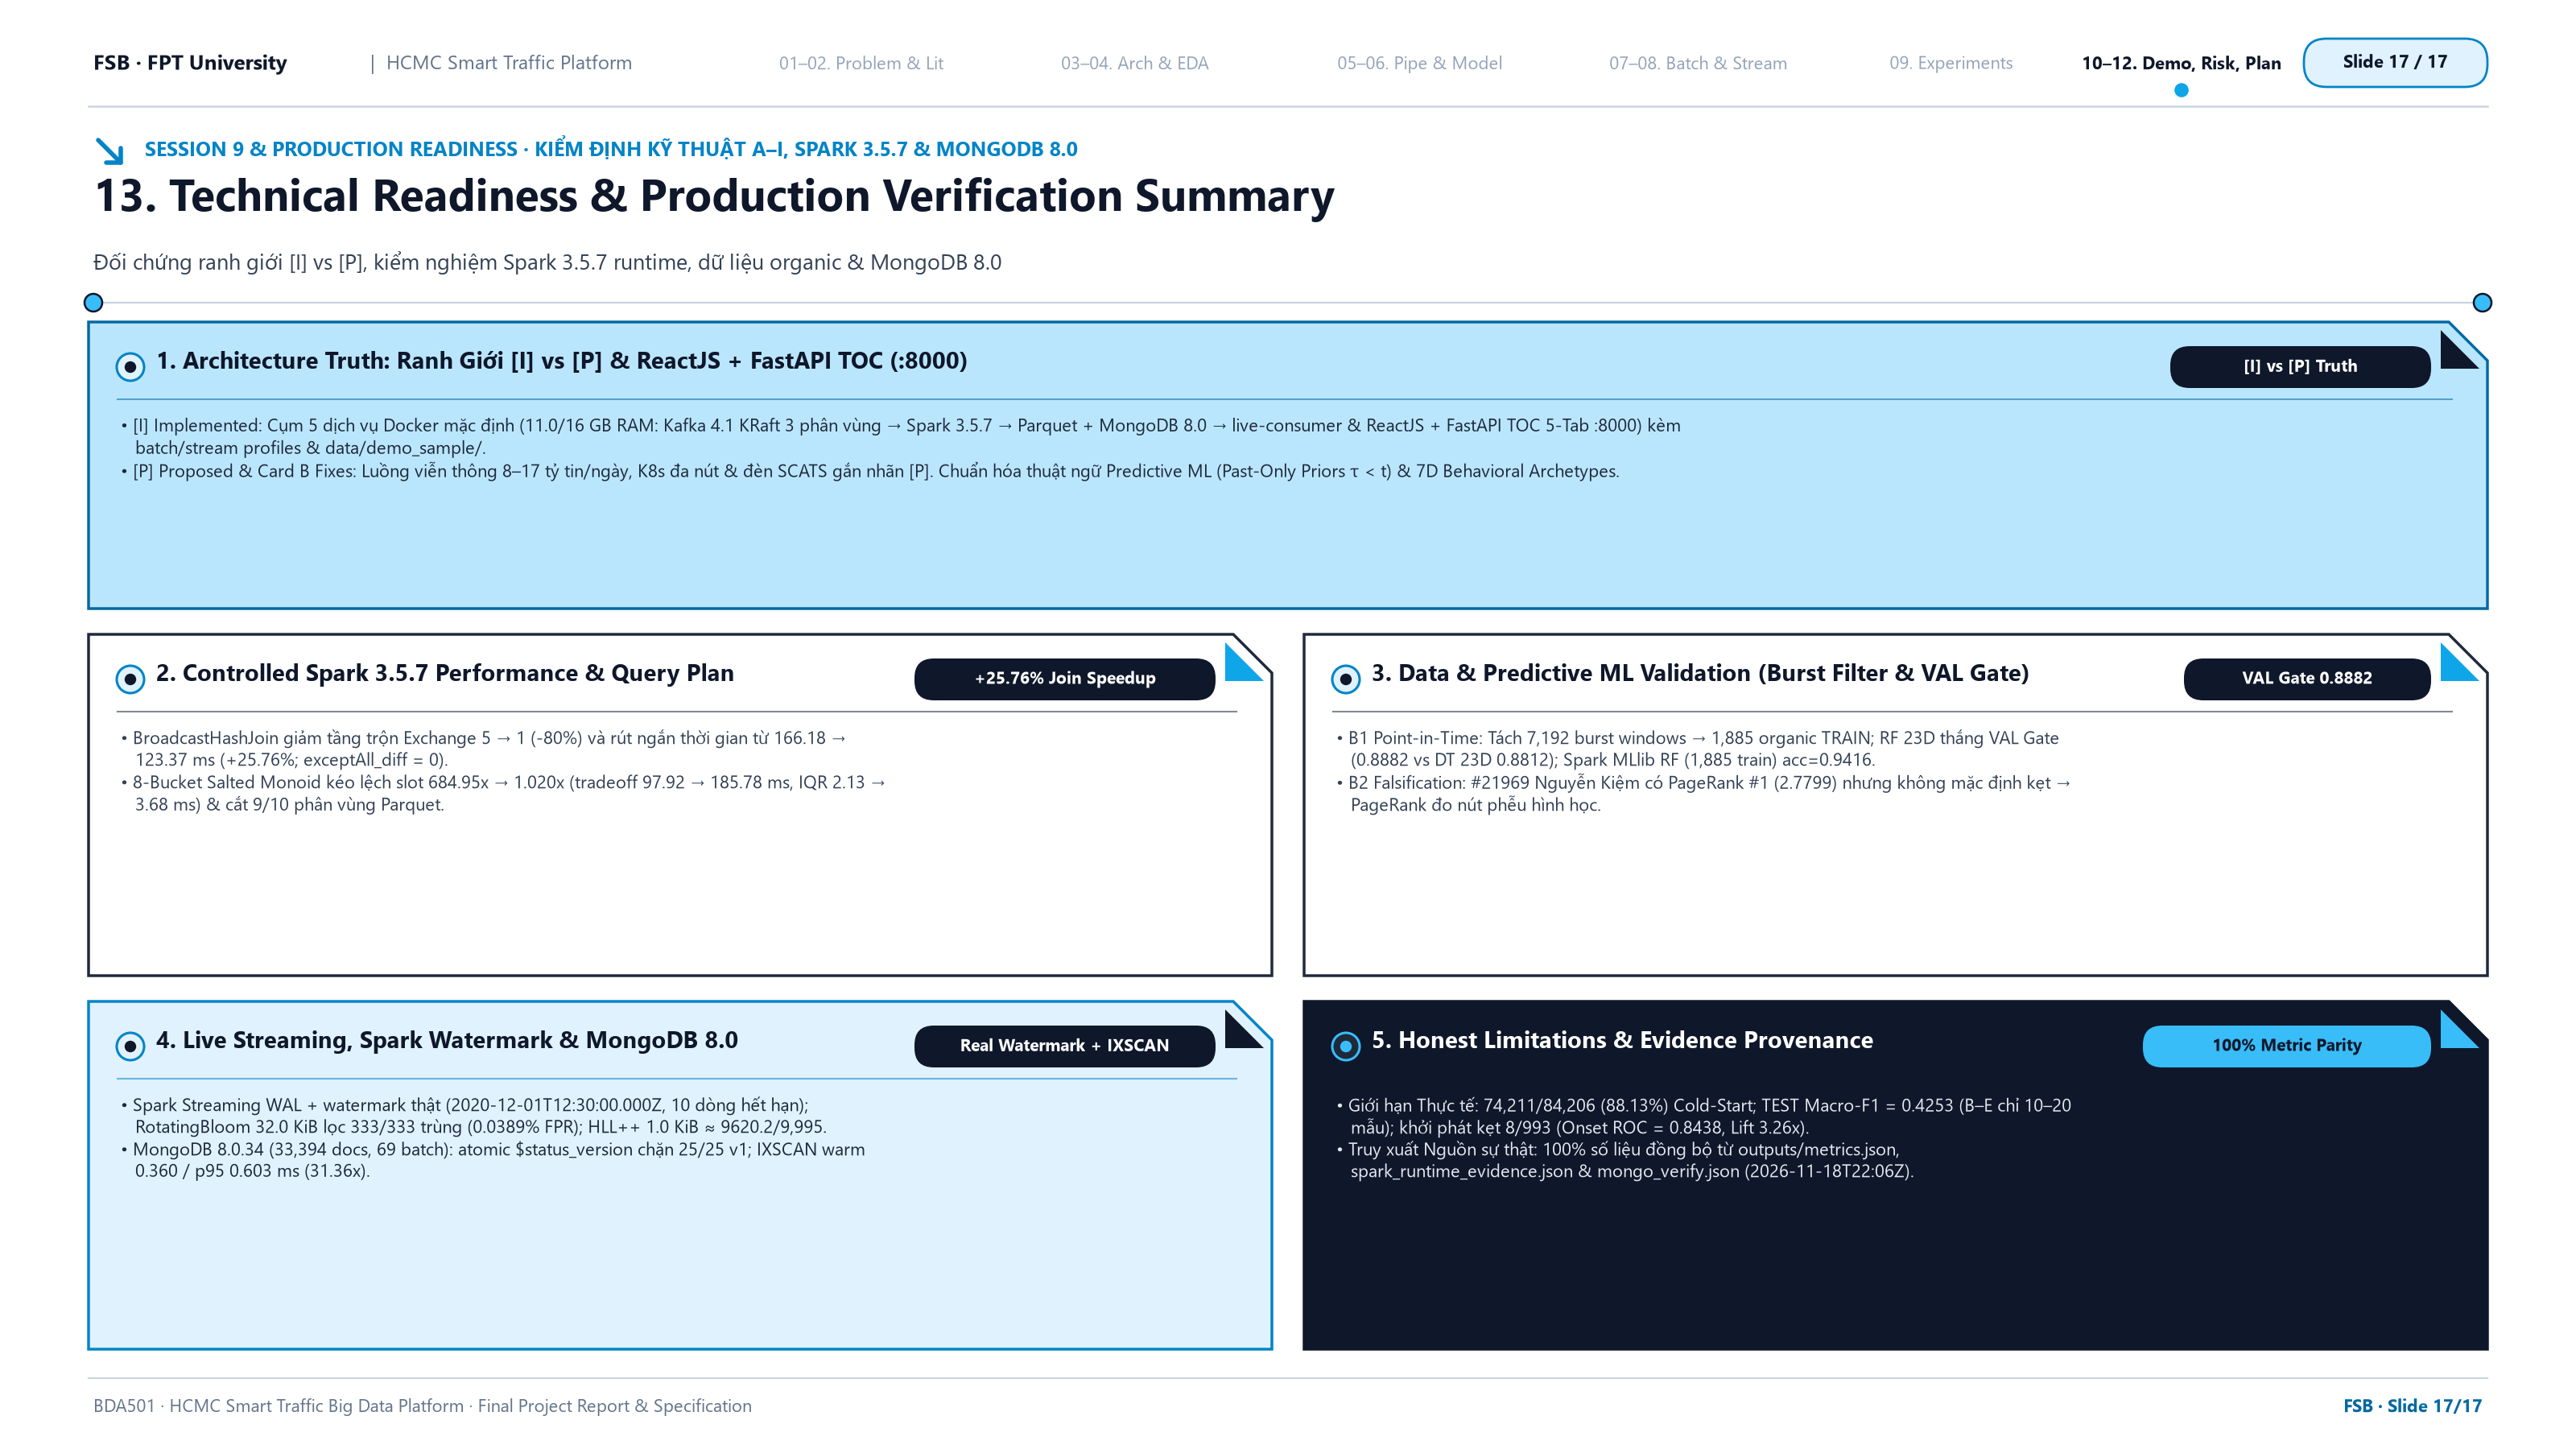 FSB · FPT University | HCMC Smart Traffic Platform 01–02. Problem & Lit 03–04. Arch & EDA 05–06. Pipe & Model 07–08. Batch & Stream 09. Experiments 10–12. Demo, Risk, Plan Slide 17 / 17
SESSION 9 & PRODUCTION READINESS · KIỂM ĐỊNH KỸ THUẬT A–I, SPARK 3.5.7 & MONGODB 8.0
13. Technical Readiness & Production Verification Summary
Đối chứng ranh giới [I] vs [P], kiểm nghiệm Spark 3.5.7 runtime, dữ liệu organic & MongoDB 8.0
1. Architecture Truth: Ranh Giới [I] vs [P] & ReactJS + FastAPI TOC (:8000)
[I] vs [P] Truth
• [I] Implemented: Cụm 5 dịch vụ Docker mặc định (11.0/16 GB RAM: Kafka 4.1 KRaft 3 phân vùng → Spark 3.5.7 → Parquet + MongoDB 8.0 → live-consumer & ReactJS + FastAPI TOC 5-Tab :8000) kèm
batch/stream profiles & data/demo_sample/.
• [P] Proposed & Card B Fixes: Luồng viễn thông 8–17 tỷ tin/ngày, K8s đa nút & đèn SCATS gắn nhãn [P]. Chuẩn hóa thuật ngữ Predictive ML (Past-Only Priors τ < t) & 7D Behavioral Archetypes.
2. Controlled Spark 3.5.7 Performance & Query Plan
+25.76% Join Speedup
• BroadcastHashJoin giảm tầng trộn Exchange 5 → 1 (-80%) và rút ngắn thời gian từ 166.18 →
123.37 ms (+25.76%; exceptAll_diff = 0).
• 8-Bucket Salted Monoid kéo lệch slot 684.95x → 1.020x (tradeoff 97.92 → 185.78 ms, IQR 2.13 →
3.68 ms) & cắt 9/10 phân vùng Parquet.
3. Data & Predictive ML Validation (Burst Filter & VAL Gate)
VAL Gate 0.8882
• B1 Point-in-Time: Tách 7,192 burst windows → 1,885 organic TRAIN; RF 23D thắng VAL Gate
(0.8882 vs DT 23D 0.8812); Spark MLlib RF (1,885 train) acc=0.9416.
• B2 Falsification: #21969 Nguyễn Kiệm có PageRank #1 (2.7799) nhưng không mặc định kẹt →
PageRank đo nút phễu hình học.
4. Live Streaming, Spark Watermark & MongoDB 8.0
Real Watermark + IXSCAN
• Spark Streaming WAL + watermark thật (2020-12-01T12:30:00.000Z, 10 dòng hết hạn);
RotatingBloom 32.0 KiB lọc 333/333 trùng (0.0389% FPR); HLL++ 1.0 KiB ≈ 9620.2/9,995.
• MongoDB 8.0.34 (33,394 docs, 69 batch): atomic $status_version chặn 25/25 v1; IXSCAN warm
0.360 / p95 0.603 ms (31.36x).
5. Honest Limitations & Evidence Provenance
100% Metric Parity
• Giới hạn Thực tế: 74,211/84,206 (88.13%) Cold-Start; TEST Macro-F1 = 0.4253 (B–E chỉ 10–20
mẫu); khởi phát kẹt 8/993 (Onset ROC = 0.8438, Lift 3.26x).
• Truy xuất Nguồn sự thật: 100% số liệu đồng bộ từ outputs/metrics.json,
spark_runtime_evidence.json & mongo_verify.json (2026-11-18T22:06Z).
BDA501 · HCMC Smart Traffic Big Data Platform · Final Project Report & Specification
FSB · Slide 17/17